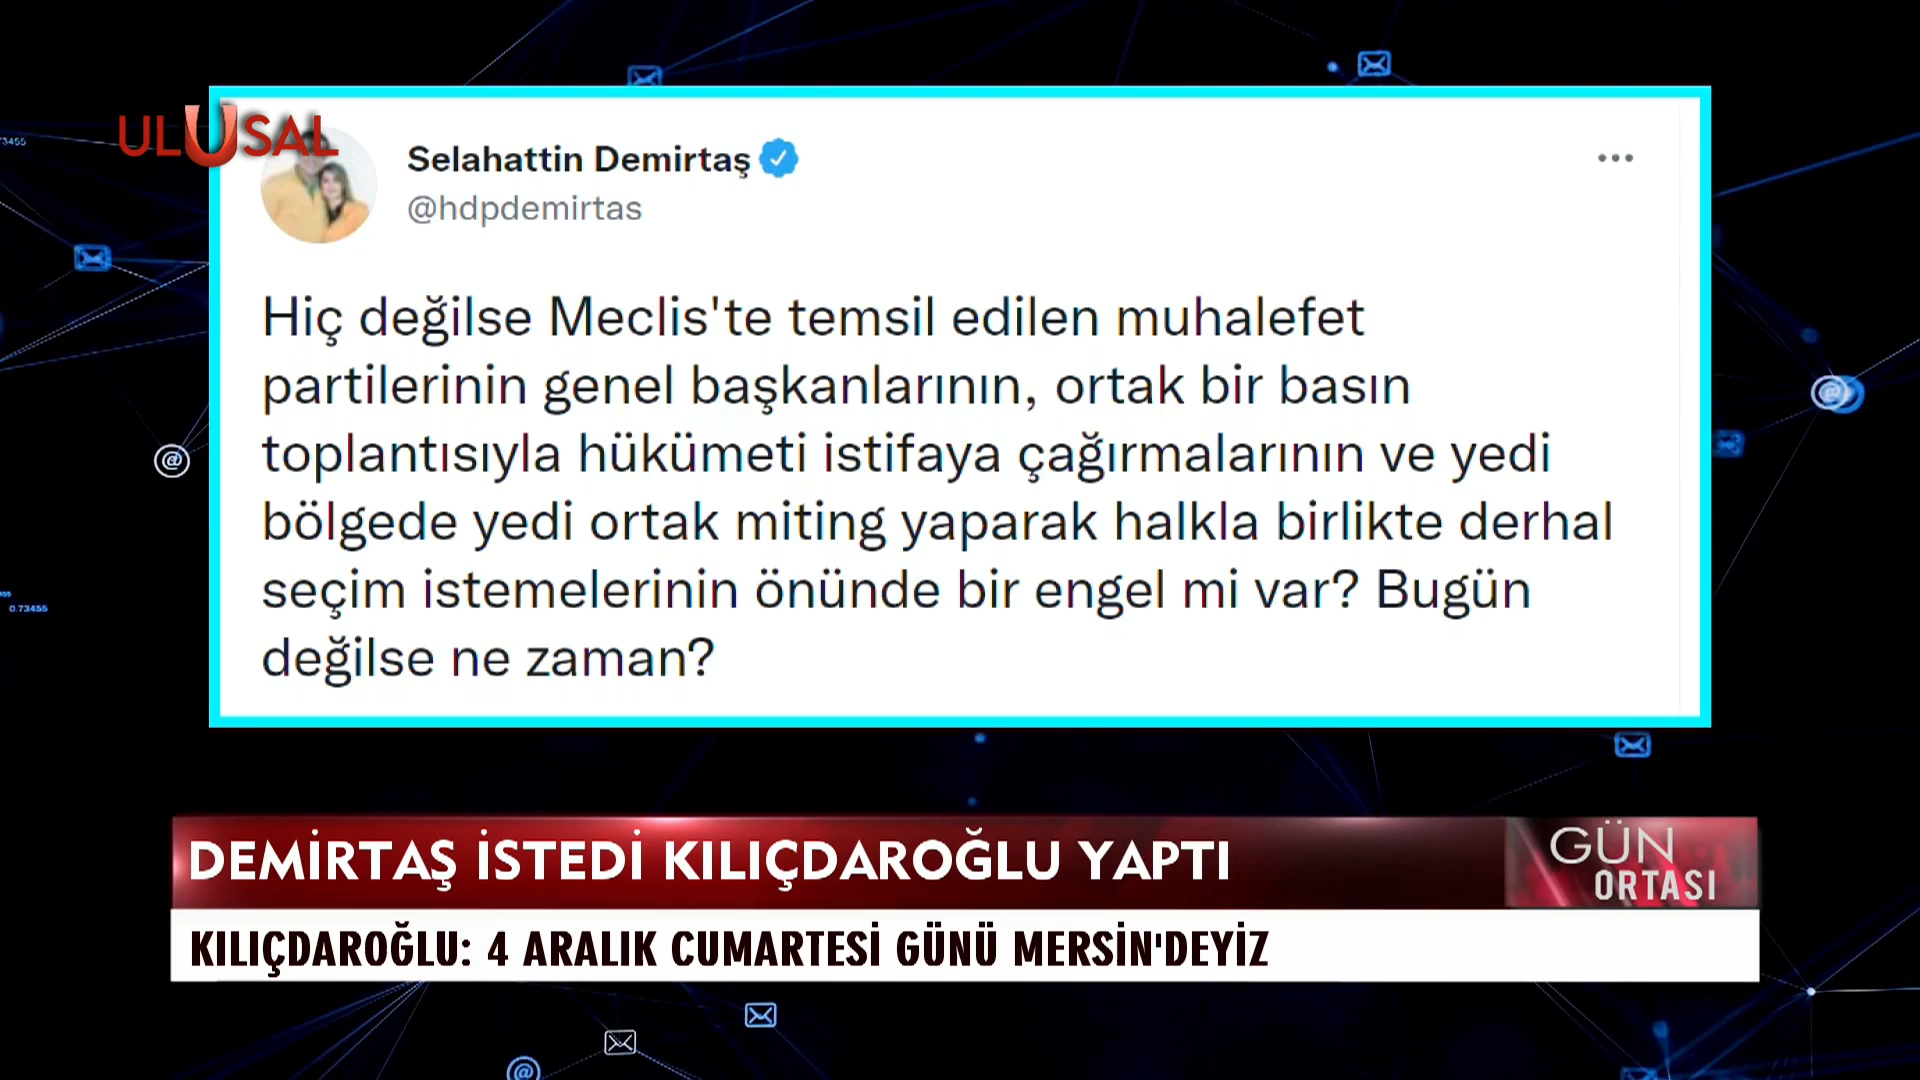 ULUSAL
Selahattin Demirtaş
@hdpdemirtas
Hiç değilse Meclis'te temsil edilen muhalefet
partilerinin genel başkanlarının, ortak bir basın
toplantısıyla hükümeti istifaya çağırmalarının ve yedi
bölgede yedi ortak miting yaparak halkla birlikte derhal
seçim istemelerinin önünde bir engel mi var? Bugün
değilse ne zaman?
0.73455
DEMİRTAŞ İSTEDİ KILIÇDAROĞLU YAPTI
GÜN
ORTASI
KILIÇDAROĞLU: 4 ARALIK CUMARTESİ GÜNÜ MERSİN'DEYİZ